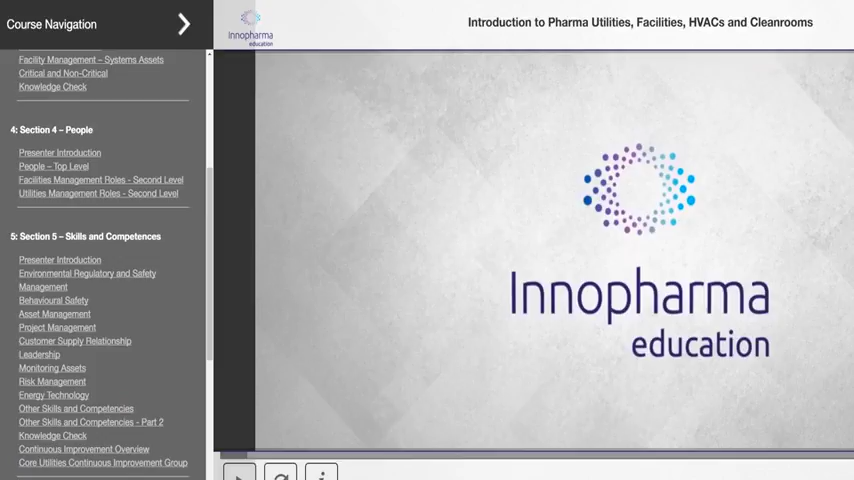 Course Navigation
Innopharma
education
Introduction to Pharma Utilities, Facilities, HVACs and Cleanrooms
Facility Management – Systems Assets
Critical and Non-Critical
Knowledge Check
4: Section 4 – People
Presenter Introduction
People – Top Level
Facilities Management Roles - Second Level
Utilities Management Roles - Second Level
5: Section 5 – Skills and Competences
Presenter Introduction
Environmental Regulatory and Safety
Management
Behavioural Safety
Asset Management
Project Management
Customer Supply Relationship
Leadership
Monitoring Assets
Risk Management
Energy Technology
Other Skills and Competencies
Other Skills and Competencies - Part 2
Knowledge Check
Continuous Improvement Overview
Core Utilities Continuous Improvement Group
Innopharma
education